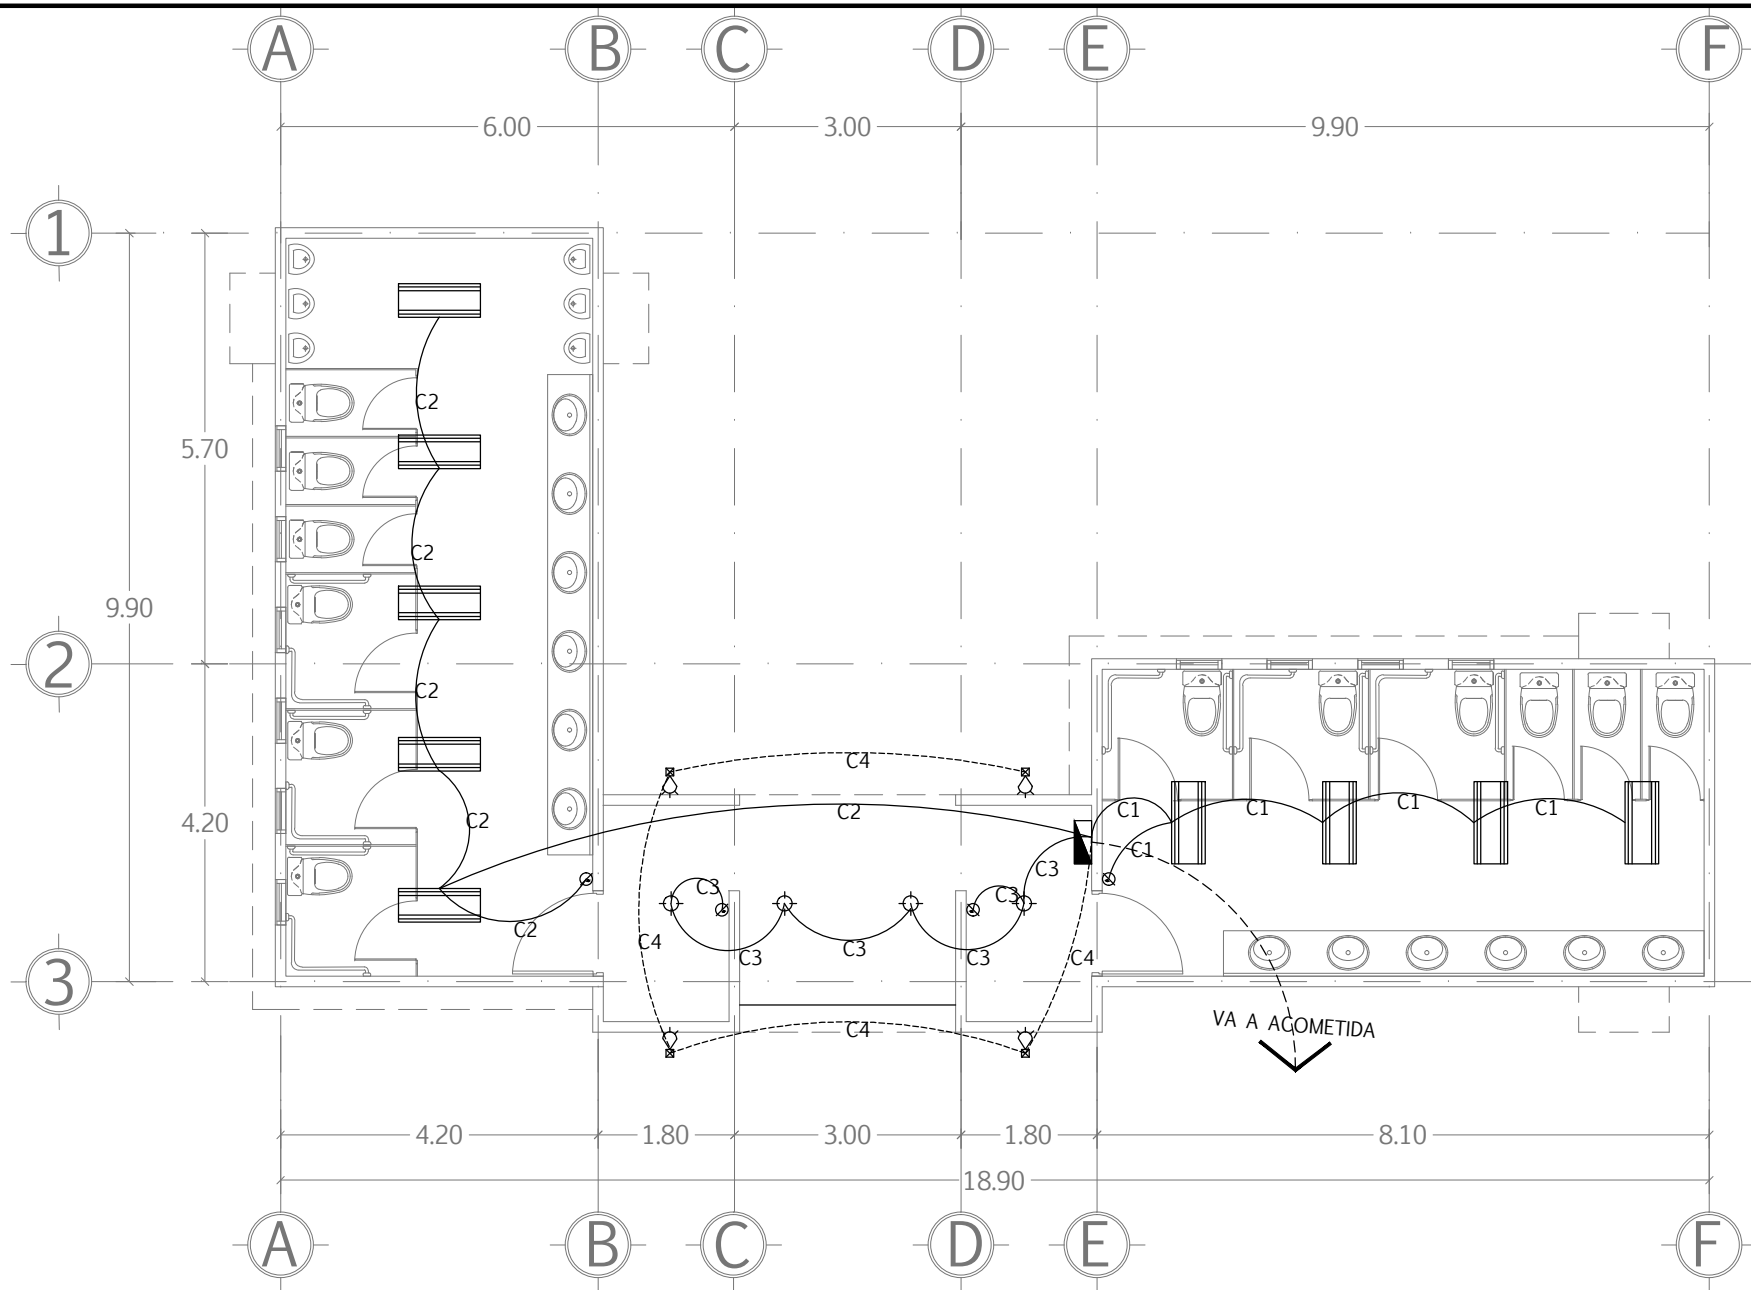 A B C D E F
6.00 3.00 9.90
1
C2
5.70
C2
9.90
2
C2
C4
C2 C1 C1 C1 C1
4.20 C2
C1
C3
C3 C3
C2 C4 C3 C3 C3 C4
3
C4
VA A ACOMETIDA
4.20 1.80 3.00 1.80 8.10
18.90
A B C D E F